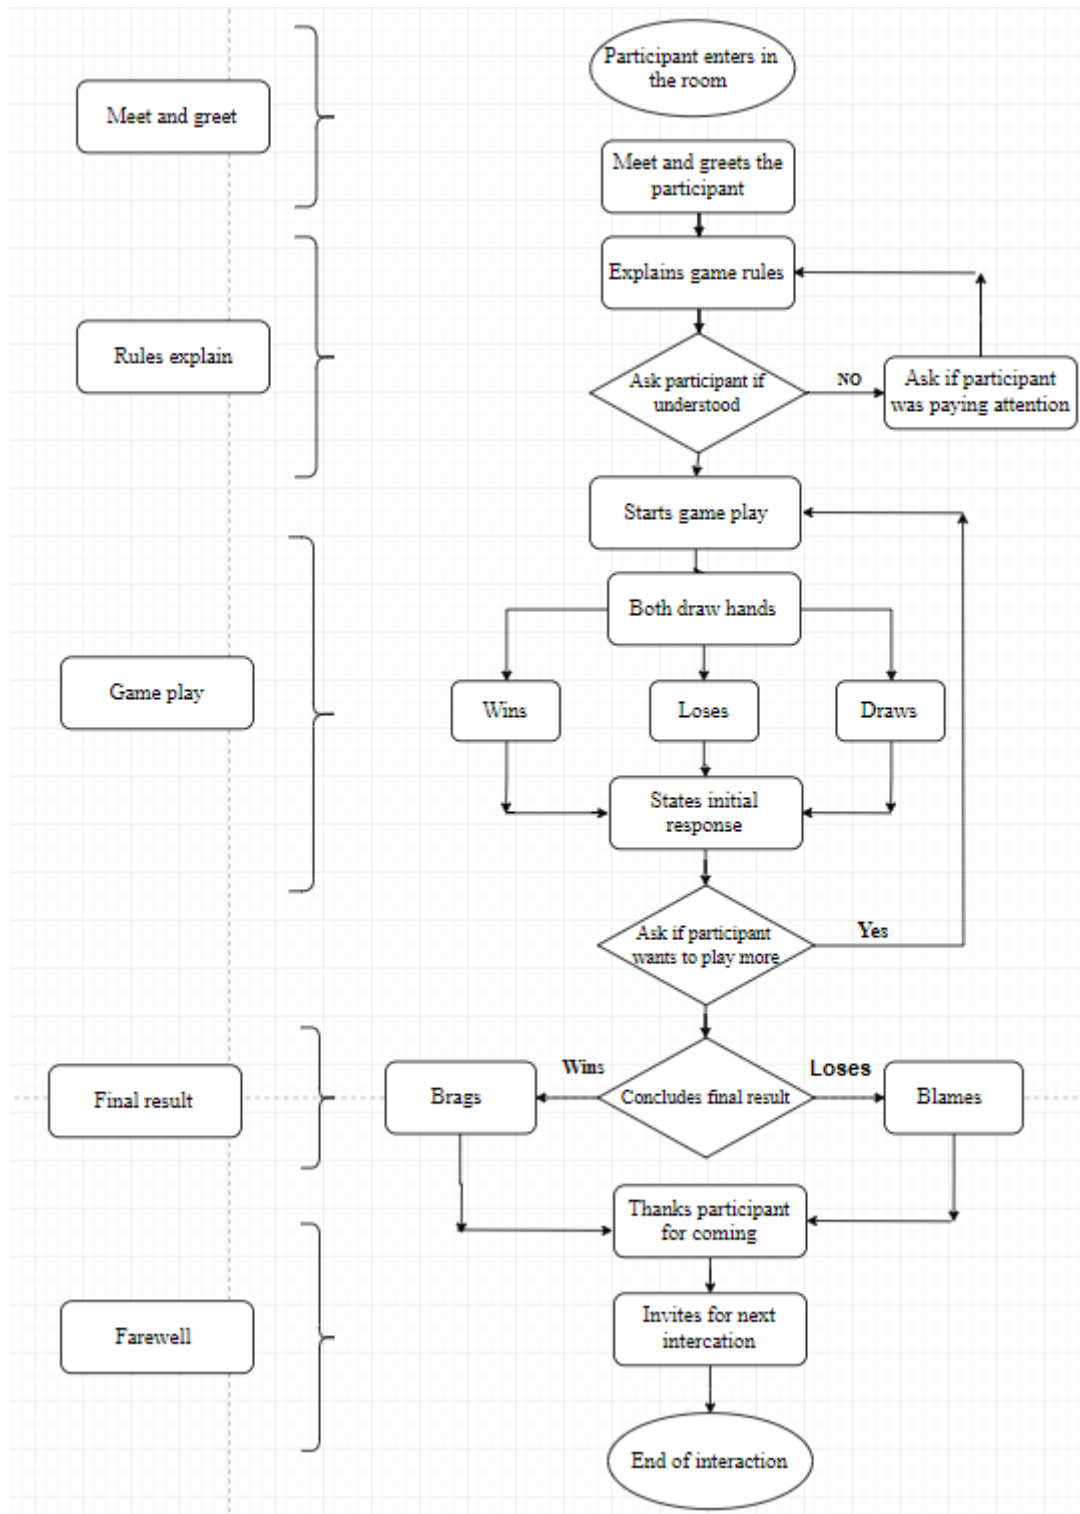 Participant enters in
the room
Meet and greet
Meet and greets the
participant
Explains game rules
Rules explain
Ask participant if
understood
NO
Ask if participant
was paying attention
Starts game play
Both draw hands
Game play
Wins
Loses
Draws
States initial
response
Ask if participant
wants to play more
Yes
Final result
Wins
Loses
Brags
Concludes final result
Blames
Thanks participant
for coming
Farewell
Invites for next
intercation
End of interaction